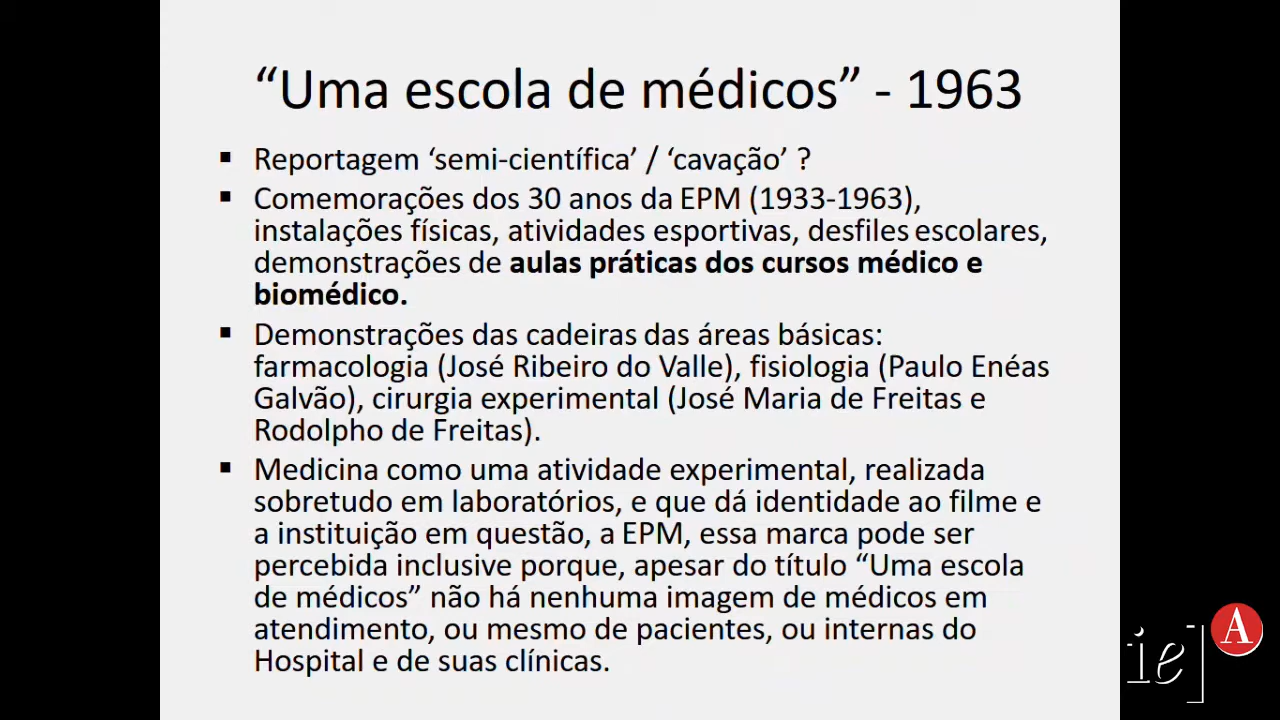 “Uma escola de médicos” - 1963
▪ Reportagem ‘semi-científica’ / ‘cavação’ ?
▪ Comemorações dos 30 anos da EPM (1933-1963),
instalações físicas, atividades esportivas, desfiles escolares,
demonstrações de aulas práticas dos cursos médico e
biomédico.
▪ Demonstrações das cadeiras das áreas básicas:
farmacologia (José Ribeiro do Valle), fisiologia (Paulo Enéas
Galvão), cirurgia experimental (José Maria de Freitas e
Rodolpho de Freitas).
▪ Medicina como uma atividade experimental, realizada
sobretudo em laboratórios, e que dá identidade ao filme e
a instituição em questão, a EPM, essa marca pode ser
percebida inclusive porque, apesar do título “Uma escola
de médicos” não há nenhuma imagem de médicos em
atendimento, ou mesmo de pacientes, ou internas do
Hospital e de suas clínicas.
ie]
A